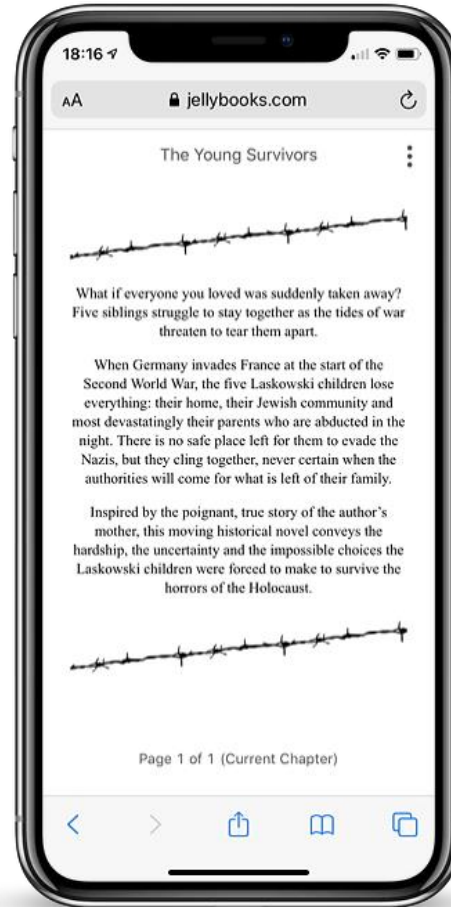 18:16
AA jellybooks.com
The Young Survivors
What if everyone you loved was suddenly taken away?
Five siblings struggle to stay together as the tides of war
threaten to tear them apart.
When Germany invades France at the start of the
Second World War, the five Laskowski children lose
everything: their home, their Jewish community and
most devastatingly their parents who are abducted in the
night. There is no safe place left for them to evade the
Nazis, but they cling together, never certain when the
authorities will come for what is left of their family.
Inspired by the poignant, true story of the author’s
mother, this moving historical novel conveys the
hardship, the uncertainty and the impossible choices the
Laskowski children were forced to make to survive the
horrors of the Holocaust.
Page 1 of 1 (Current Chapter)